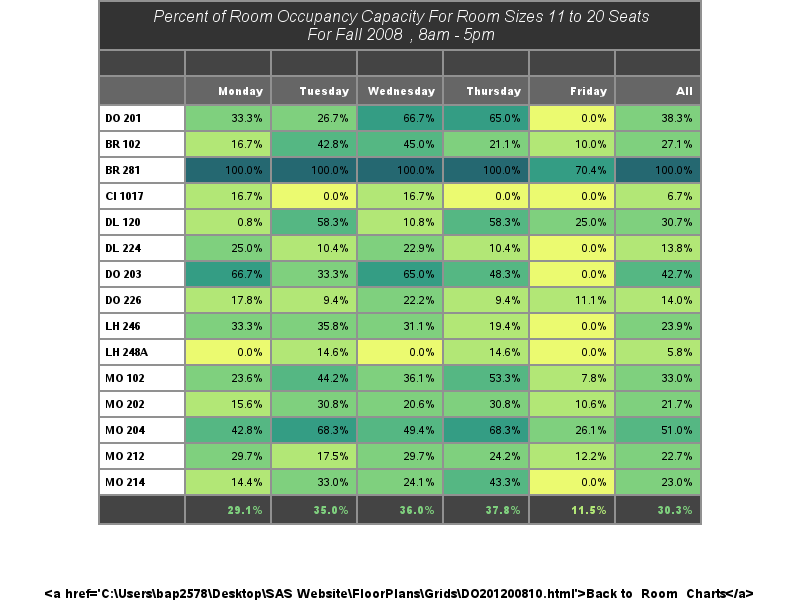 Percent of Room Occupancy Capacity For Room Sizes 11 to 20 Seats
For Fall 2008 , 8am - 5pm
Monday Tuesday Wednesday Thursday Friday All
DO 201 33.3% 26.7% 66.7% 65.0% 0.0% 38.3%
BR 102 16.7% 42.8% 45.0% 21.1% 10.0% 27.1%
BR 281 100.0% 100.0% 100.0% 100.0% 70.4% 100.0%
CI 1017 16.7% 0.0% 16.7% 0.0% 0.0% 6.7%
DL 120 0.8% 58.3% 10.8% 58.3% 25.0% 30.7%
DL 224 25.0% 10.4% 22.9% 10.4% 0.0% 13.8%
DO 203 66.7% 33.3% 65.0% 48.3% 0.0% 42.7%
DO 226 17.8% 9.4% 22.2% 9.4% 11.1% 14.0%
LH 246 33.3% 35.8% 31.1% 19.4% 0.0% 23.9%
LH 248A 0.0% 14.6% 0.0% 14.6% 0.0% 5.8%
MO 102 23.6% 44.2% 36.1% 53.3% 7.8% 33.0%
MO 202 15.6% 30.8% 20.6% 30.8% 10.6% 21.7%
MO 204 42.8% 68.3% 49.4% 68.3% 26.1% 51.0%
MO 212 29.7% 17.5% 29.7% 24.2% 12.2% 22.7%
MO 214 14.4% 33.0% 24.1% 43.3% 0.0% 23.0%
29.1% 35.0% 36.0% 37.8% 11.5% 30.3%
<a href='C:\Users\bap2578\Desktop\SAS Website\FloorPlans\Grids\DO201200810.html'>Back to Room Charts</a>